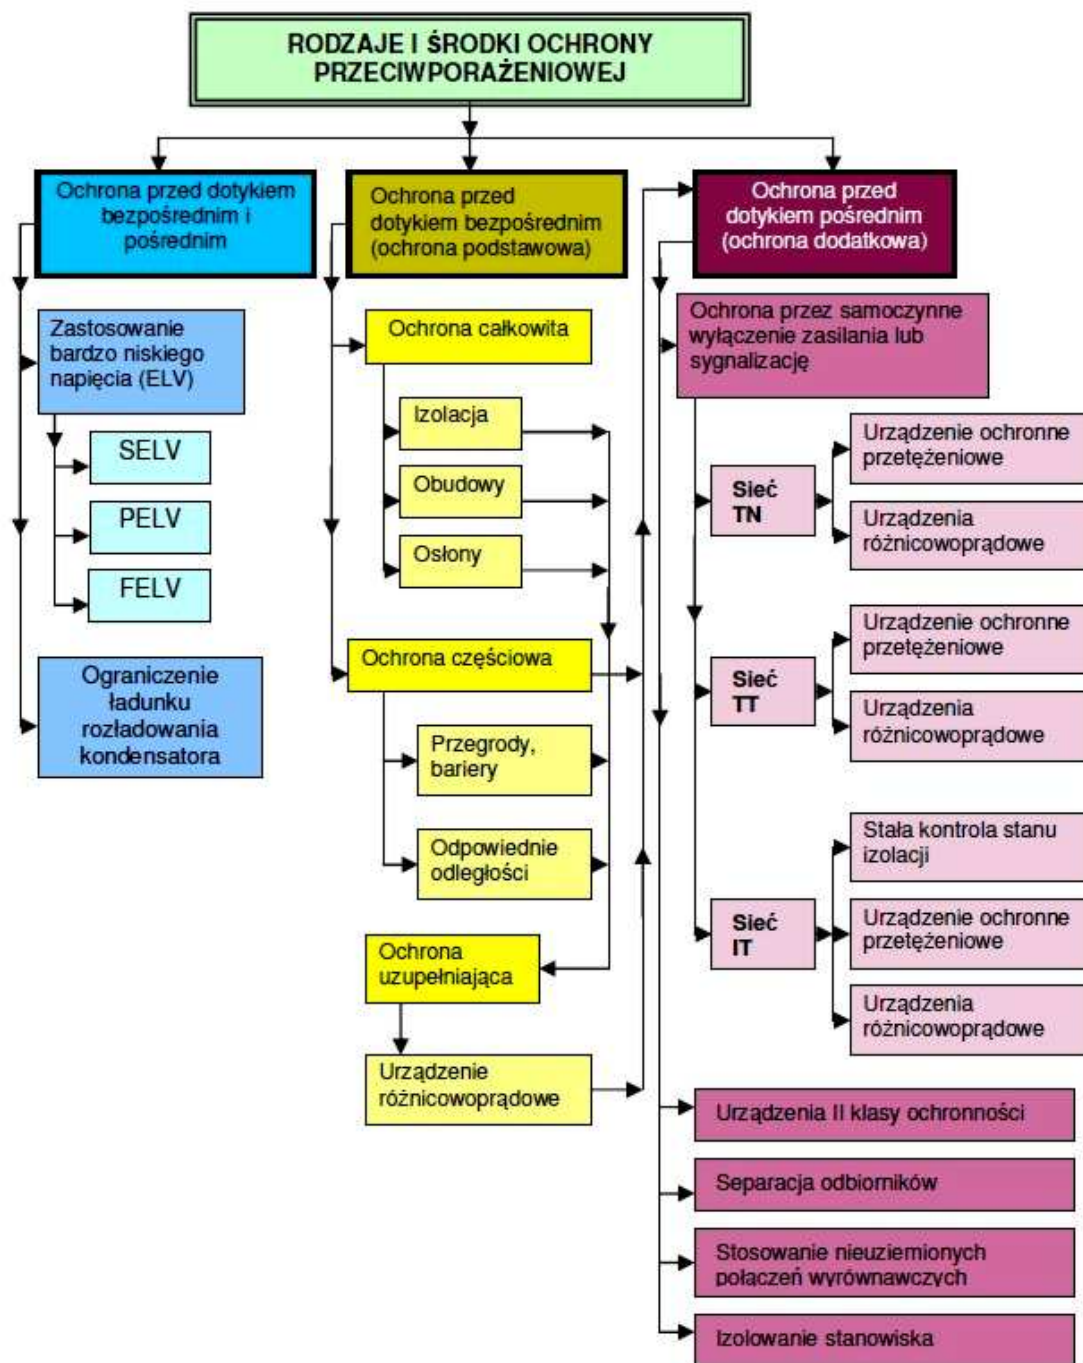 RODZAJE I ŚRODKI OCHRONY
PRZECIWPORAŻENIOWEJ
Ochrona przed dotykiem
bezpośrednim i
pośrednim
Zastosowanie
bardzo niskiego
napięcia (ELV)
SELV
PELV
FELV
Ograniczenie
ładunku
rozładowania
kondensatora
Ochrona przed
dotykiem bezpośrednim
(ochrona podstawowa)
Ochrona całkowita
Izolacja
Obudowy
Osłony
Ochrona częściowa
Przegrody,
bariery
Odpowiednie
odległości
Ochrona
uzupełniająca
Urządzenie
różnicowoprądowe
Ochrona przed
dotykiem pośrednim
(ochrona dodatkowa)
Ochrona przez samoczynne
wyłączenie zasilania lub
sygnalizację
Sieć
TN
Urządzenie ochronne
przetężeniowe
Urządzenia
różnicowoprądowe
Sieć
TT
Urządzenie ochronne
przetężeniowe
Urządzenia
różnicowoprądowe
Sieć
IT
Stała kontrola stanu
izolacji
Urządzenie ochronne
przetężeniowe
Urządzenia
różnicowoprądowe
Urządzenia II klasy ochronności
Separacja odbiorników
Stosowanie nieuziemionych
połączeń wyrównawczych
Izolowanie stanowiska